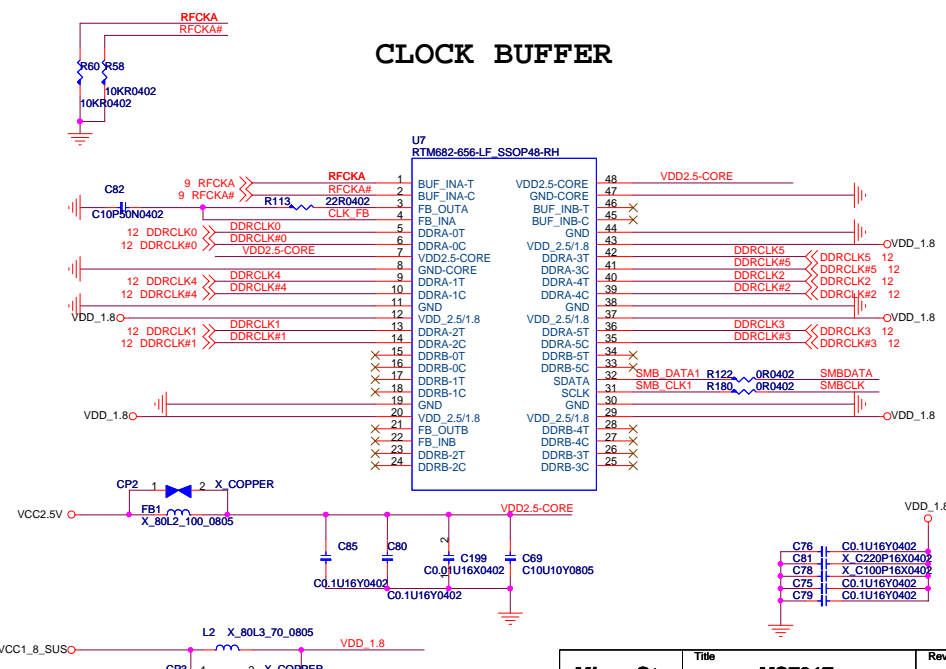 RFCKA
RFCKA#
CLOCK BUFFER
R60 R58
10KR0402
10KR0402
U7
RTM682-656-LF_SSOP48-RH
C82
C10P50N0402
R113 22R0402
9 RFCKA RFCKA 1 BUF_INA-T
9 RFCKA# RFCKA# 2 BUF_INA-C
3 FB_OUTA
CLK_FB 4 FB_INA
12 DDRCLK0 DDRCLK0 5 DDRA-0T
12 DDRCLK#0 DDRCLK#0 6 DDRA-0C
VDD2.5-CORE 7 VDD2.5-CORE
8 GND-CORE
12 DDRCLK4 DDRCLK4 9 DDRA-1T
12 DDRCLK#4 DDRCLK#4 10 DDRA-1C
11 GND
VDD_1.8 12 VDD_2.5/1.8
12 DDRCLK1 DDRCLK1 13 DDRA-2T
12 DDRCLK#1 DDRCLK#1 14 DDRA-2C
15 DDRB-0T
16 DDRB-0C
17 DDRB-1T
18 DDRB-1C
19 GND
VDD_1.8 20 VDD_2.5/1.8
21 FB_OUTB
22 FB_INB
23 DDRB-2T
24 DDRB-2C
VDD2.5-CORE 48 VDD2.5-CORE
GND-CORE 47
BUF_INB-T 46
BUF_INB-C 45
GND 44
VDD_2.5/1.8 43 VDD_1.8
DDRA-3T 42 DDRCLK5 DDRCLK5 12
DDRA-3C 41 DDRCLK#5 DDRCLK#5 12
DDRA-4T 40 DDRCLK2 DDRCLK2 12
DDRA-4C 39 DDRCLK#2 DDRCLK#2 12
GND 38
VDD_2.5/1.8 37 VDD_1.8
DDRA-5T 36 DDRCLK3 DDRCLK3 12
DDRA-5C 35 DDRCLK#3 DDRCLK#3 12
DDRB-5T 34
DDRB-5C 33
SDATA 32 SMB_DATA1 R122 0R0402 SMBDATA
SCLK 31 SMB_CLK1 R180 0R0402 SMBCLK
GND 30
VDD_2.5/1.8 29 VDD_1.8
DDRB-4T 28
DDRB-4C 27
DDRB-3T 26
DDRB-3C 25
CP2 1 2 X_COPPER
VCC2.5V FB1
X_80L2_100_0805
VDD2.5-CORE
C85
C0.1U16Y0402
C80
C0.1U16Y0402
2
C199
C0.01U16X0402
1
C69
C10U10Y0805
VDD_1.8
C76 C0.1U16Y0402
C81 X_C220P16X0402
C78 X_C100P16X0402
C75 C0.1U16Y0402
C79 C0.1U16Y0402
L2 X_80L3_70_0805
VCC1_8_SUS VDD_1.8
CP3 1 2 X_COPPER
Title
Rev